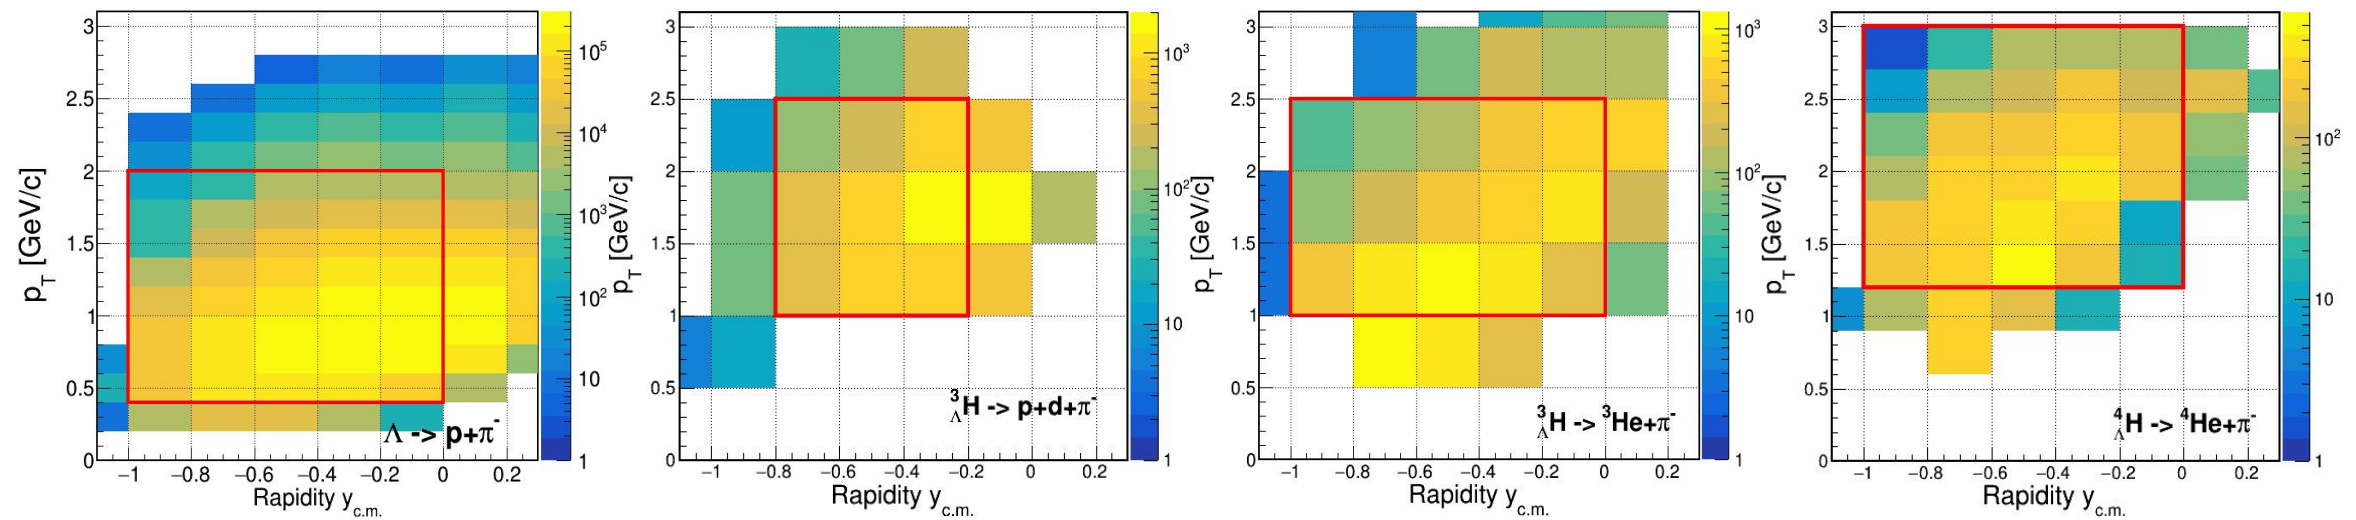 3
2.5
2
1.5
1
0.5
0
p_T [GeV/c]
−1 −0.8 −0.6 −0.4 −0.2 0 0.2
Rapidity y_c.m.
Λ -> p+π⁻
10⁵
10⁴
10³
10²
10
1
3
2.5
2
1.5
1
0.5
0
p_T [GeV/c]
−1 −0.8 −0.6 −0.4 −0.2 0 0.2
Rapidity y_c.m.
³_ΛH -> p+d+π⁻
10³
10²
10
1
3
2.5
2
1.5
1
0.5
0
p_T [GeV/c]
−1 −0.8 −0.6 −0.4 −0.2 0 0.2
Rapidity y_c.m.
³_ΛH -> ³He+π⁻
10³
10²
10
1
3
2.5
2
1.5
1
0.5
0
p_T [GeV/c]
−1 −0.8 −0.6 −0.4 −0.2 0 0.2
Rapidity y_c.m.
⁴_ΛH -> ⁴He+π⁻
10²
10
1